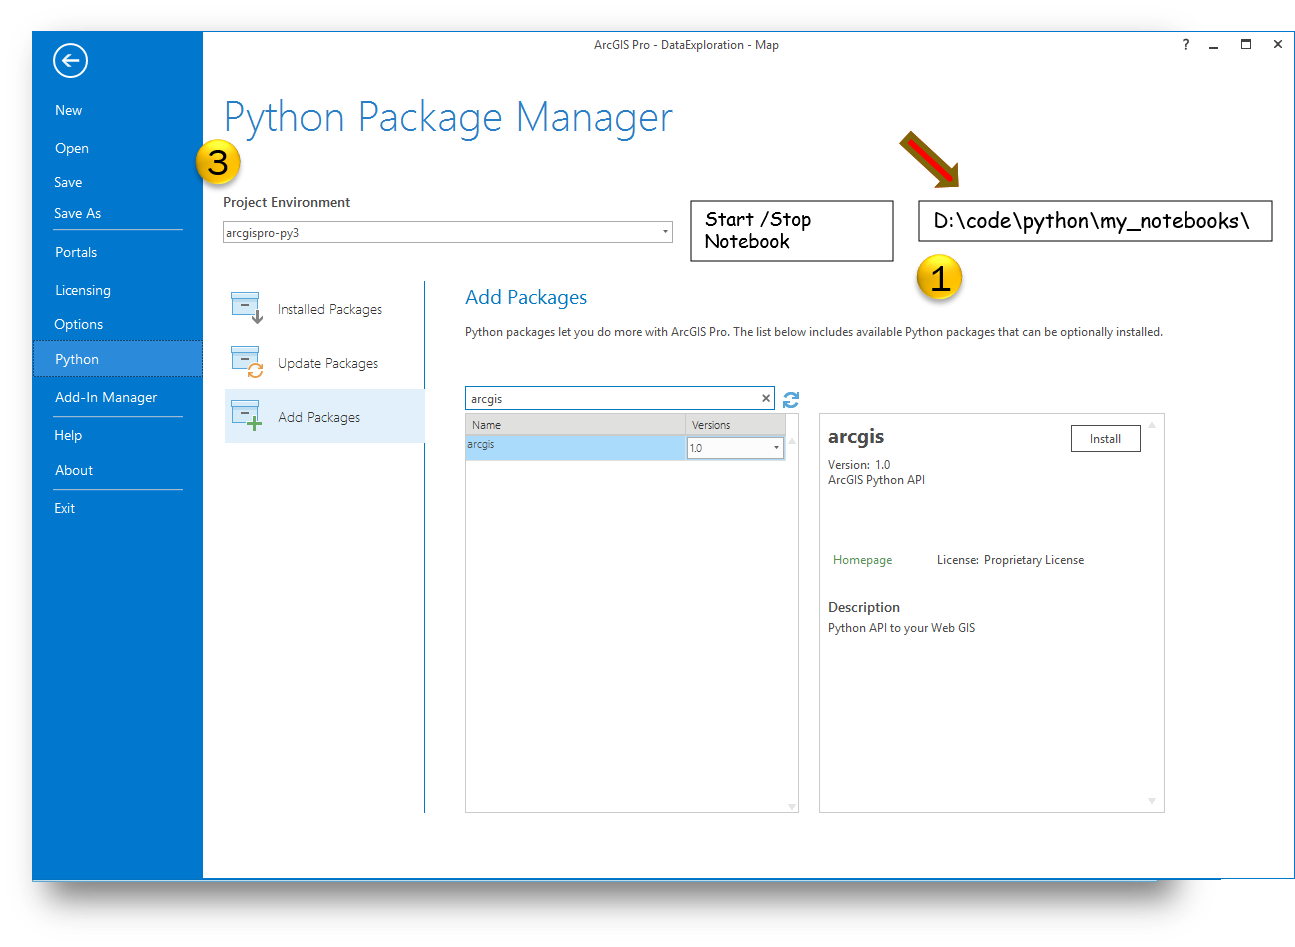 ArcGIS Pro - DataExploration - Map
?
New
Open
Save
Save As
Portals
Licensing
Options
Python
Add-In Manager
Help
About
Exit
Python Package Manager
3
Project Environment
arcgispro-py3
Start /Stop
Notebook
D:\code\python\my_notebooks\
1
Installed Packages
Update Packages
Add Packages
Add Packages
Python packages let you do more with ArcGIS Pro. The list below includes available Python packages that can be optionally installed.
arcgis
Name Versions
arcgis 1.0
arcgis
Install
Version: 1.0
ArcGIS Python API
Homepage License: Proprietary License
Description
Python API to your Web GIS